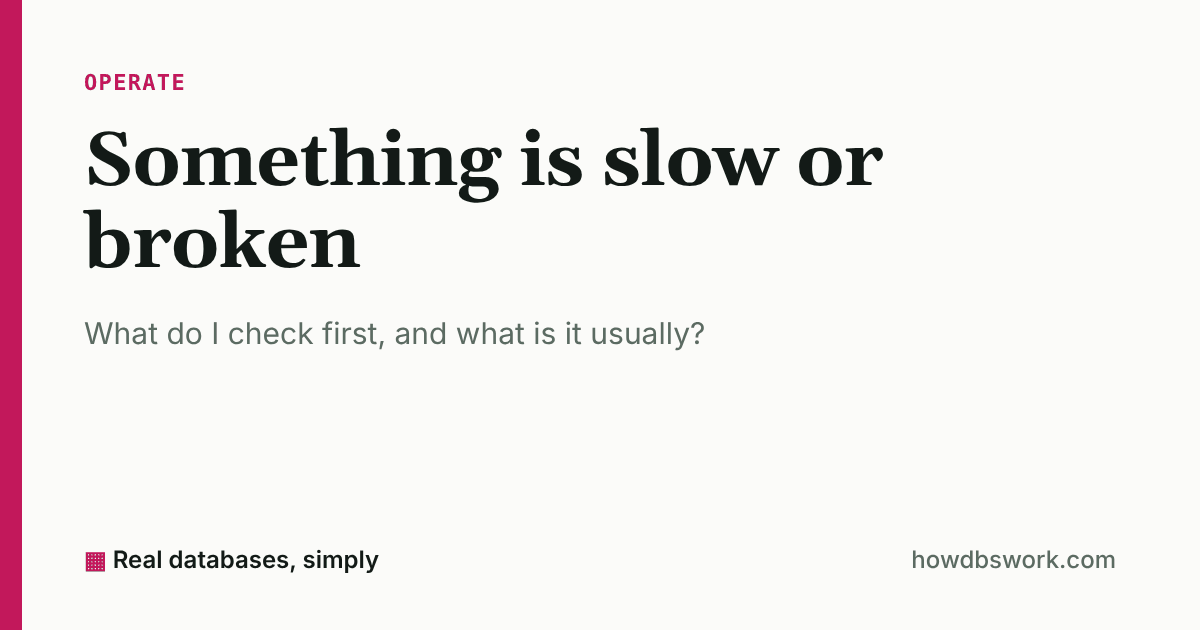 OPERATE
Something is slow or
broken
What do I check first, and what is it usually?
▦ Real databases, simply
howdbswork.com